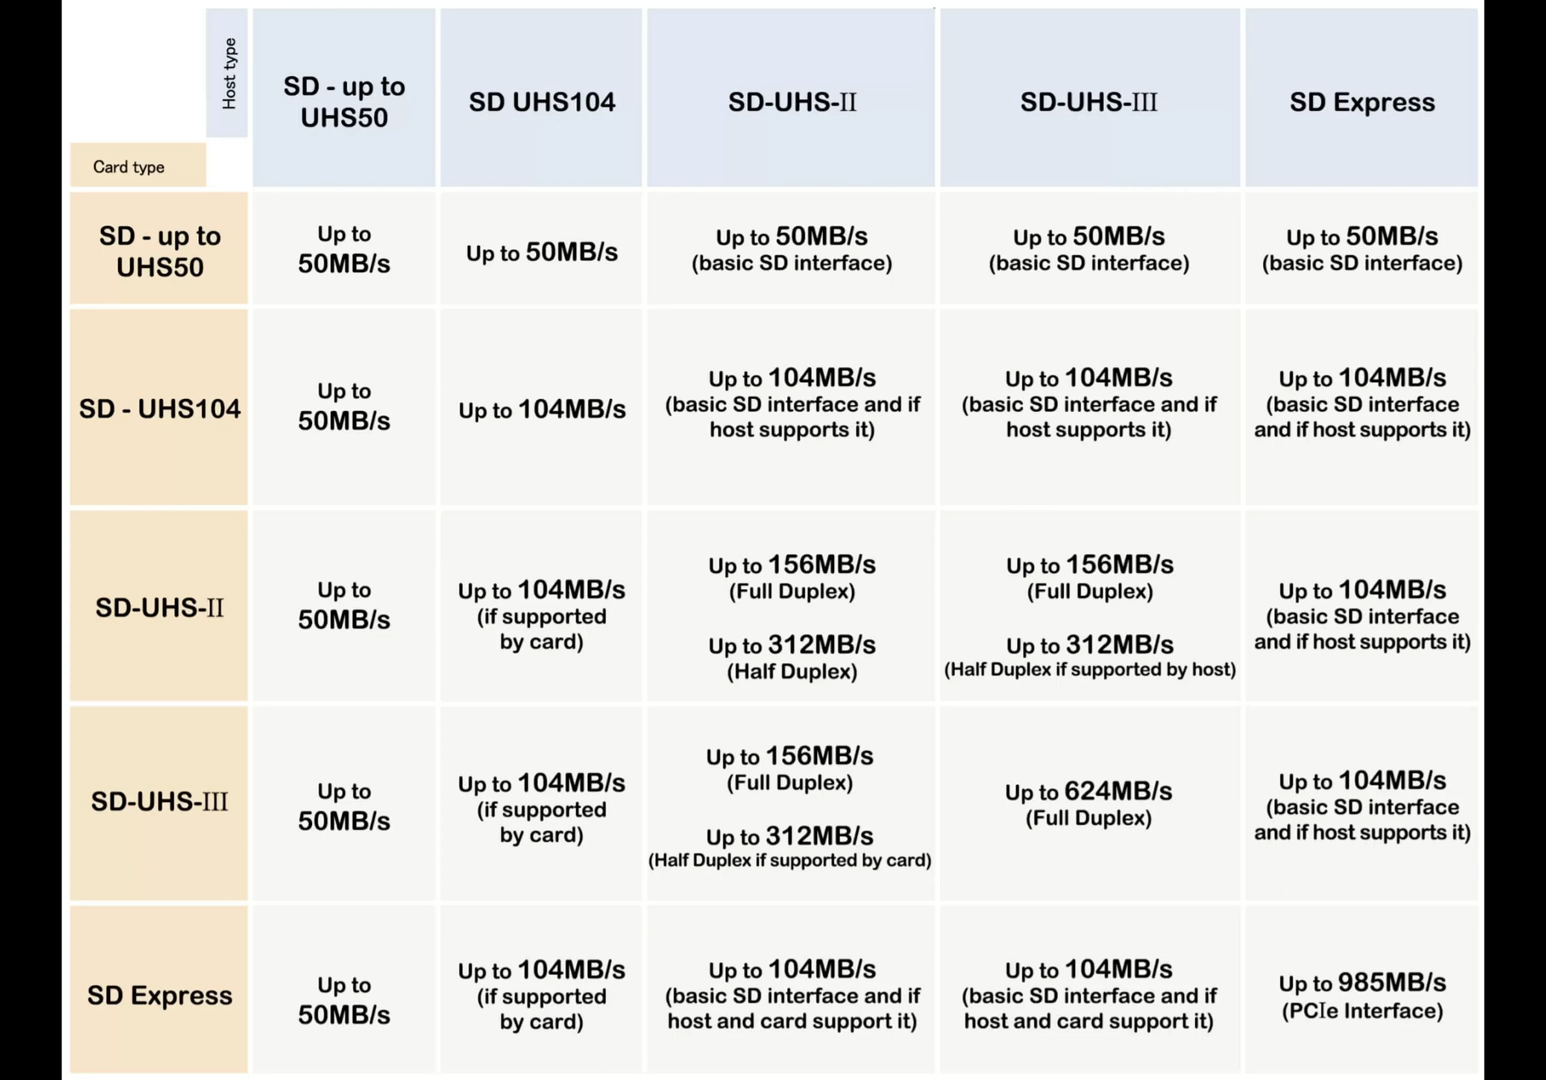 Host type
Card type
SD - up to
UHS50
SD UHS104
SD-UHS-II
SD-UHS-III
SD Express
SD - up to
UHS50
Up to
50MB/s
Up to 50MB/s
Up to 50MB/s
(basic SD interface)
Up to 50MB/s
(basic SD interface)
Up to 50MB/s
(basic SD interface)
SD - UHS104
Up to
50MB/s
Up to 104MB/s
Up to 104MB/s
(basic SD interface and if
host supports it)
Up to 104MB/s
(basic SD interface and if
host supports it)
Up to 104MB/s
(basic SD interface
and if host supports it)
SD-UHS-II
Up to
50MB/s
Up to 104MB/s
(if supported
by card)
Up to 156MB/s
(Full Duplex)
Up to 312MB/s
(Half Duplex)
Up to 156MB/s
(Full Duplex)
Up to 312MB/s
(Half Duplex if supported by host)
Up to 104MB/s
(basic SD interface
and if host supports it)
SD-UHS-III
Up to
50MB/s
Up to 104MB/s
(if supported
by card)
Up to 156MB/s
(Full Duplex)
Up to 312MB/s
(Half Duplex if supported by card)
Up to 624MB/s
(Full Duplex)
Up to 104MB/s
(basic SD interface
and if host supports it)
SD Express
Up to
50MB/s
Up to 104MB/s
(if supported
by card)
Up to 104MB/s
(basic SD interface and if
host and card support it)
Up to 104MB/s
(basic SD interface and if
host and card support it)
Up to 985MB/s
(PCIe Interface)